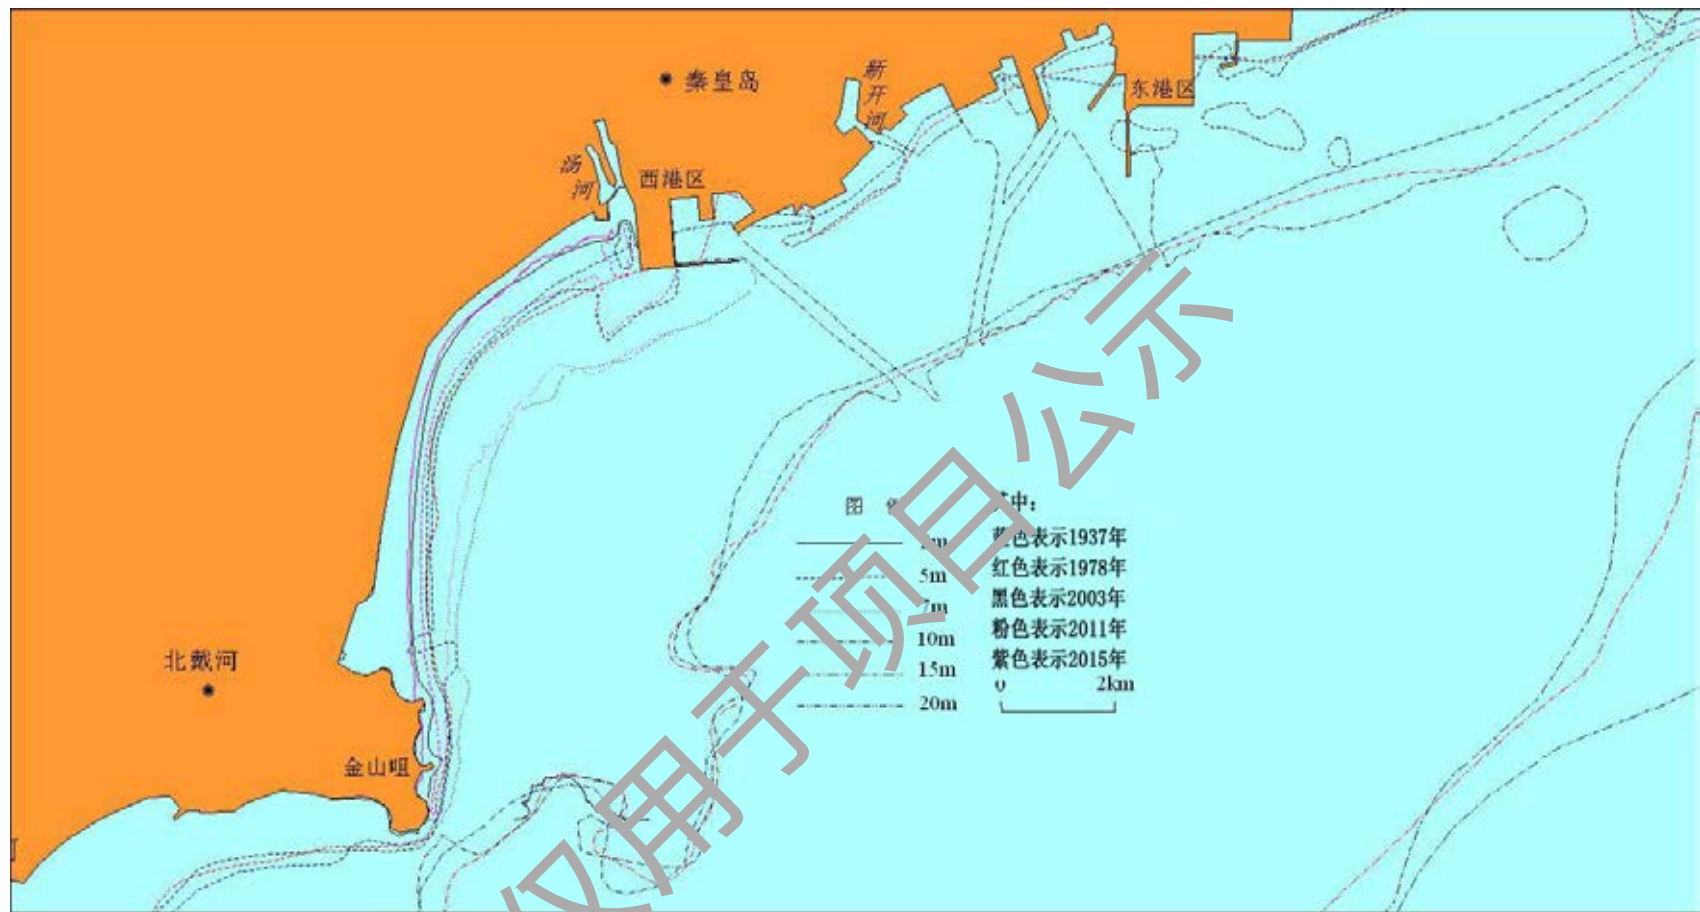 秦皇岛
新开河
东港区
汤河
西港区
北戴河
金山咀
图
中：
5m
7m
10m
15m
20m
蓝色表示1937年
红色表示1978年
黑色表示2003年
粉色表示2011年
紫色表示2015年
0 2km
仅用于项目公示